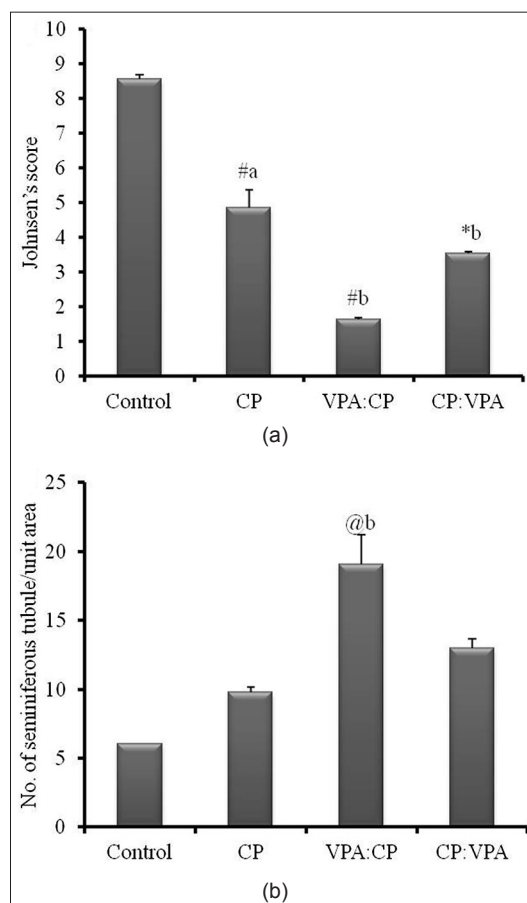 Johnsen's score
10
9
8
7
6
5
4
3
2
1
0
#a
#b
*b
Control CP VPA:CP CP:VPA
(a)
No. of seminiferous tubule/unit area
25
20
15
10
5
0
@b
Control CP VPA:CP CP:VPA
(b)